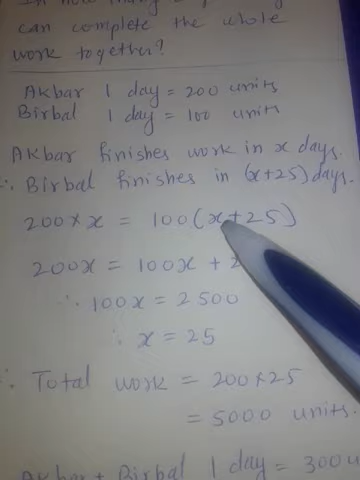 can complete the whole
work together?
Akbar 1 day = 200 units
Birbal 1 day = 100 units
Akbar finishes work in x days.
∴ Birbal finishes in (x+25) days.
200 × x = 100 (x+25)
200x = 100x + 2
∴ 100x = 2500
∴ x = 25
∴ Total work = 200 × 25
= 5000 units.
Akbar + Birbal 1 day = 300 u